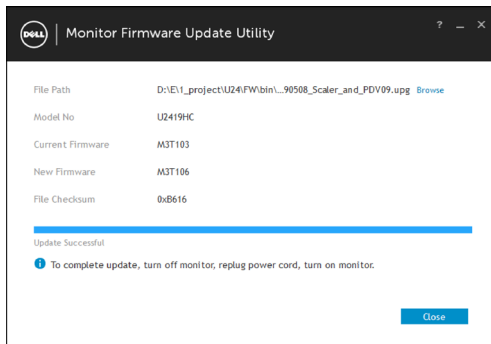 DELL Monitor Firmware Update Utility ? _ ×
File Path D:\E\1_project\U24\FW\bin\...90508_Scaler_and_PDV09.upg Browse
Model No U2419HC
Current Firmware M3T103
New Firmware M3T106
File Checksum 0xB616
Update Successful
i To complete update, turn off monitor, replug power cord, turn on monitor.
Close